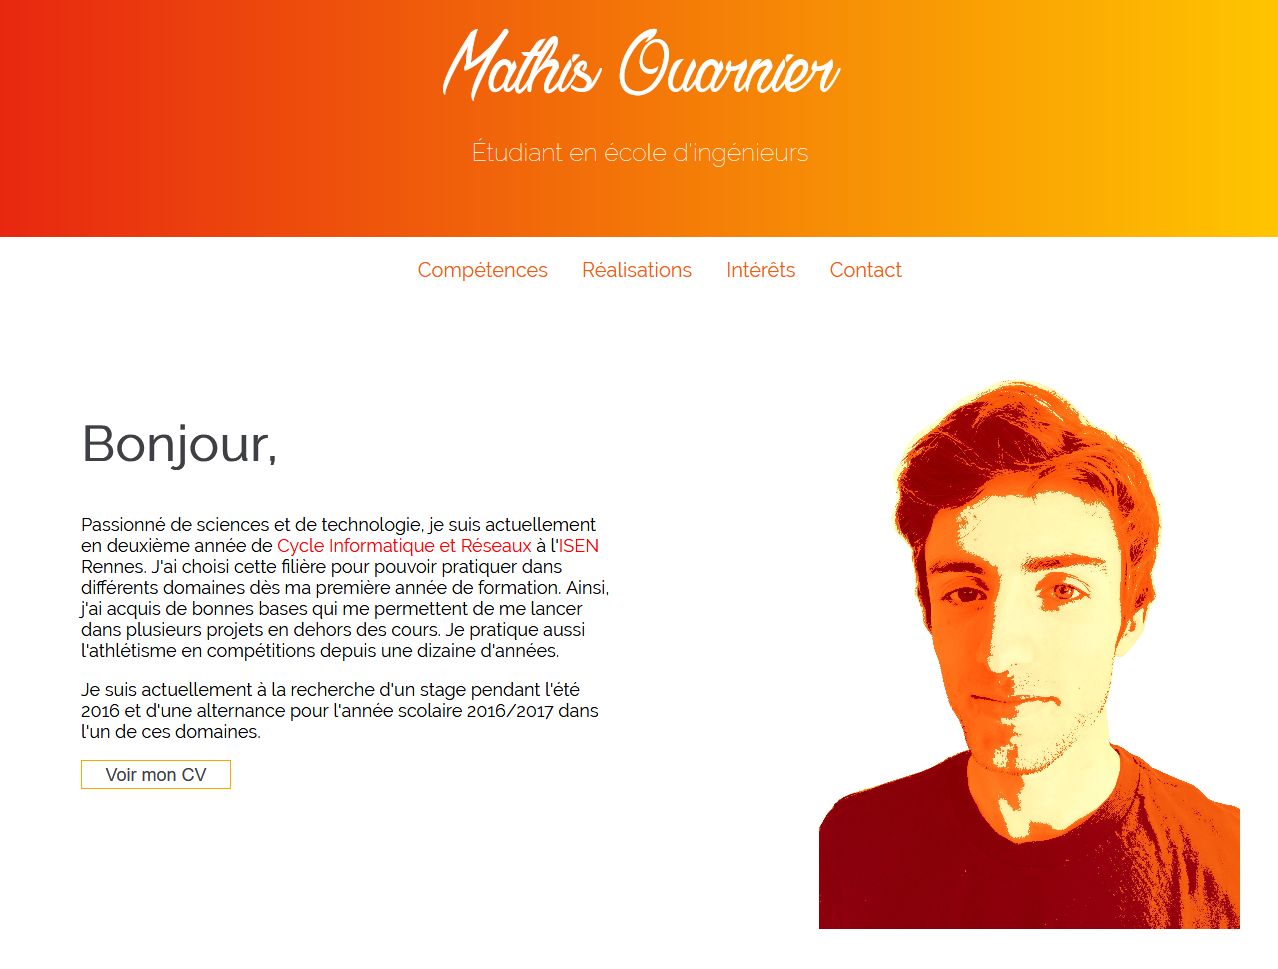 Mathis Quarnier
Étudiant en école d'ingénieurs
Compétences Réalisations Intérêts Contact
Bonjour,
Passionné de sciences et de technologie, je suis actuellement
en deuxième année de Cycle Informatique et Réseaux à l'ISEN
Rennes. J'ai choisi cette filière pour pouvoir pratiquer dans
différents domaines dès ma première année de formation. Ainsi,
j'ai acquis de bonnes bases qui me permettent de me lancer
dans plusieurs projets en dehors des cours. Je pratique aussi
l'athlétisme en compétitions depuis une dizaine d'années.
Je suis actuellement à la recherche d'un stage pendant l'été
2016 et d'une alternance pour l'année scolaire 2016/2017 dans
l'un de ces domaines.
Voir mon CV